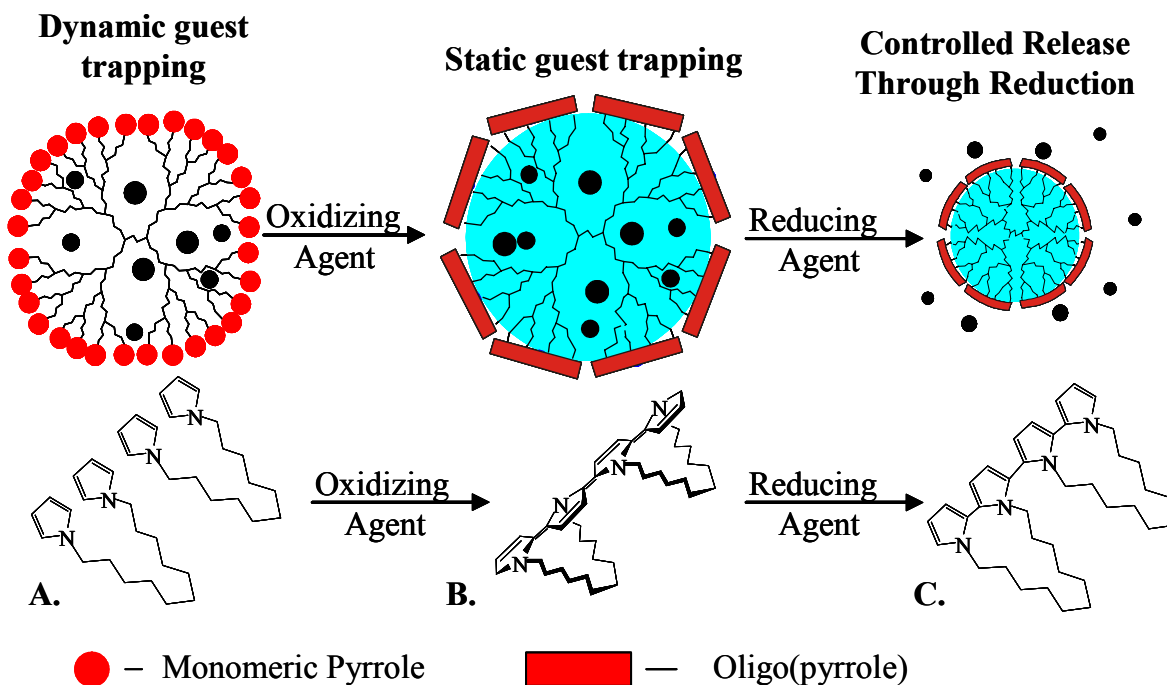 Dynamic guest
trapping
Static guest trapping
Controlled Release
Through Reduction
Oxidizing
Agent
Reducing
Agent
N
N
N
N
Oxidizing
Agent
N
N
N
N
Reducing
Agent
N
N
N
N
A.
B.
C.
– Monomeric Pyrrole
— Oligo(pyrrole)